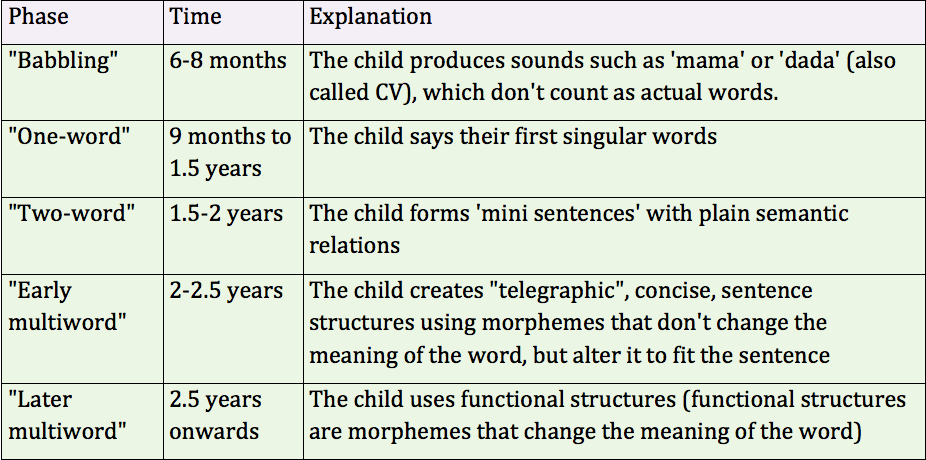 Phase Time Explanation
"Babbling" 6-8 months The child produces sounds such as 'mama' or 'dada' (also
called CV), which don't count as actual words.
"One-word" 9 months to The child says their first singular words
1.5 years
"Two-word" 1.5-2 years The child forms 'mini sentences' with plain semantic
relations
"Early 2-2.5 years The child creates "telegraphic", concise, sentence
multiword" structures using morphemes that don't change the
meaning of the word, but alter it to fit the sentence
"Later 2.5 years The child uses functional structures (functional structures
multiword" onwards are morphemes that change the meaning of the word)